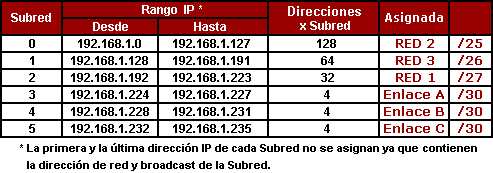 Subred Rango IP * Direcciones x Subred Asignada
Desde Hasta
0 192.168.1.0 192.168.1.127 128 RED 2 /25
1 192.168.1.128 192.168.1.191 64 RED 3 /26
2 192.168.1.192 192.168.1.223 32 RED 1 /27
3 192.168.1.224 192.168.1.227 4 Enlace A /30
4 192.168.1.228 192.168.1.231 4 Enlace B /30
5 192.168.1.232 192.168.1.235 4 Enlace C /30
* La primera y la última dirección IP de cada Subred no se asignan ya que contienen
la dirección de red y broadcast de la Subred.